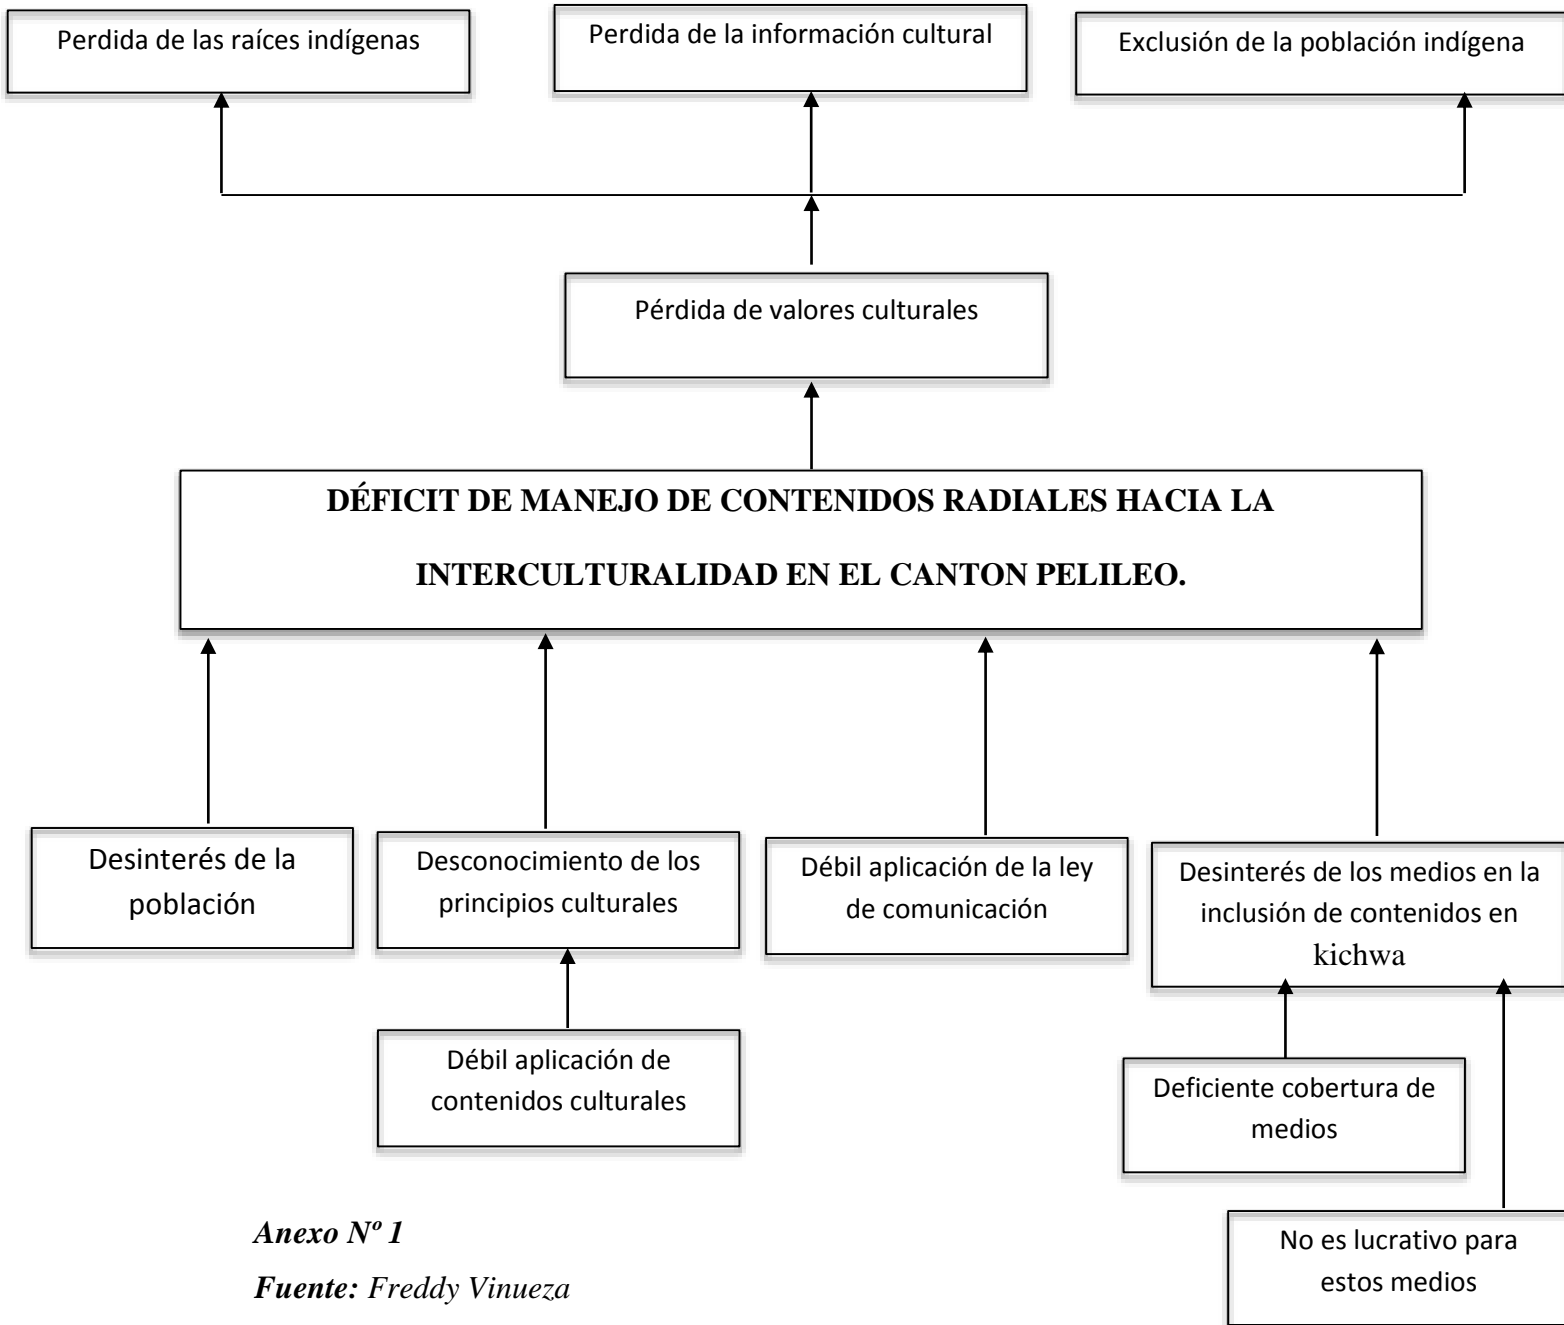 Perdida de las raíces indígenas
Perdida de la información cultural
Exclusión de la población indígena
Pérdida de valores culturales
DÉFICIT DE MANEJO DE CONTENIDOS RADIALES HACIA LA
INTERCULTURALIDAD EN EL CANTON PELILEO.
Desinterés de la
población
Desconocimiento de los
principios culturales
Débil aplicación de la ley
de comunicación
Desinterés de los medios en la
inclusión de contenidos en
kichwa
Débil aplicación de
contenidos culturales
Deficiente cobertura de
medios
No es lucrativo para
estos medios
Anexo Nº 1
Fuente: Freddy Vinueza